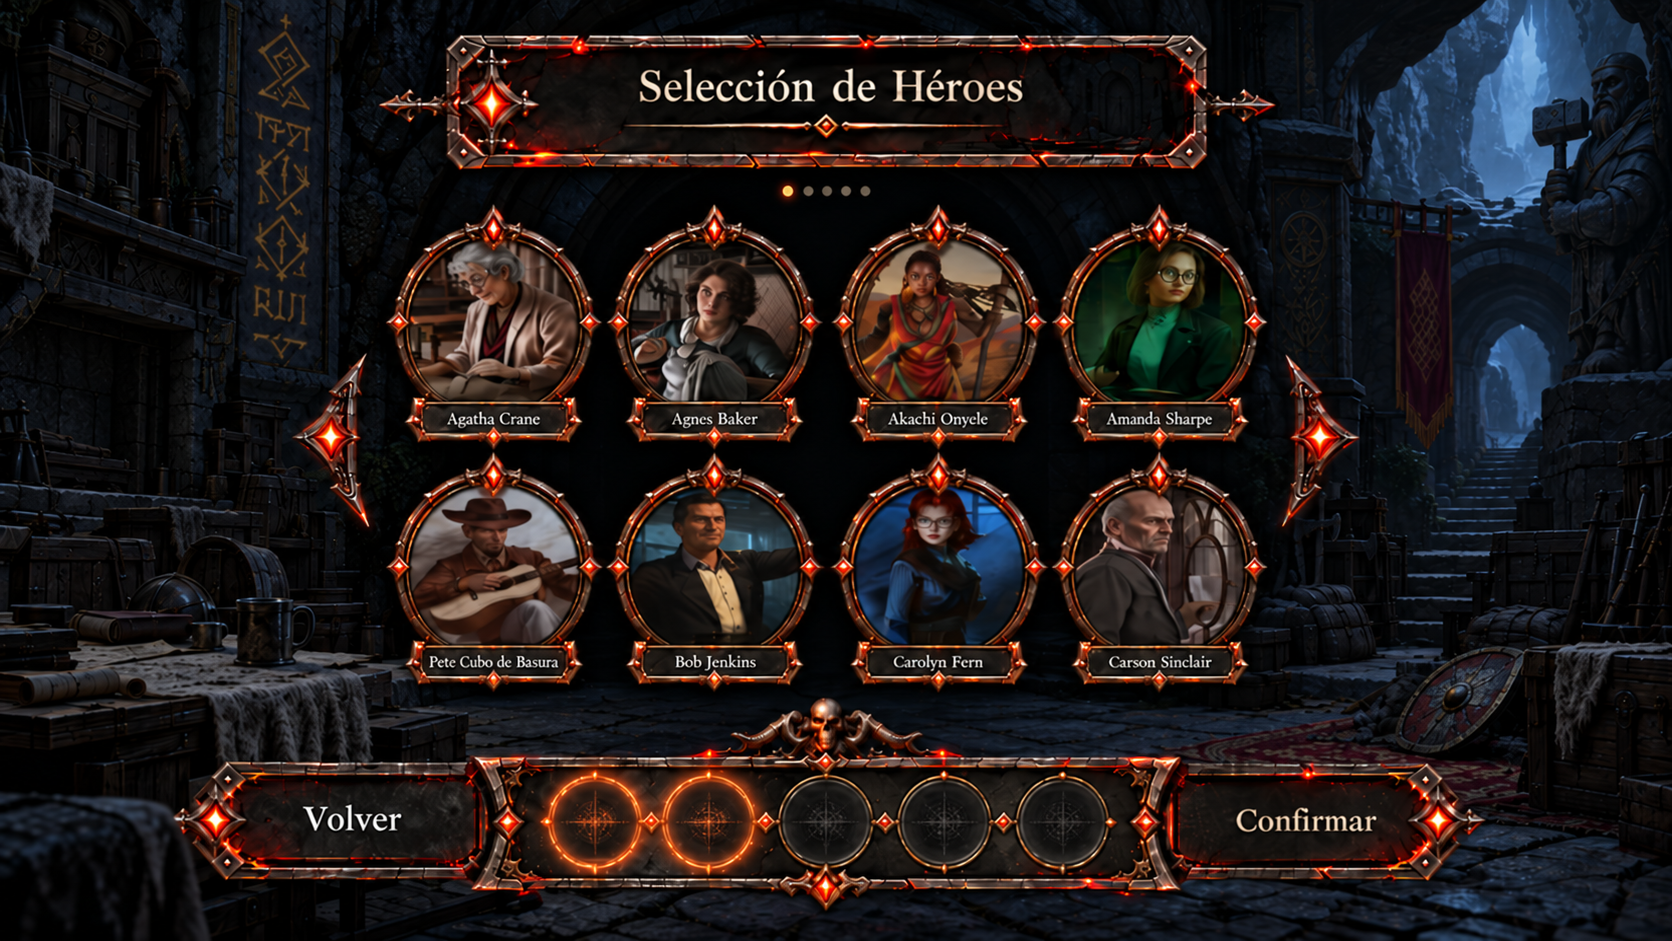 Selección de Héroes
Agatha Crane
Agnes Baker
Akachi Onyele
Amanda Sharpe
Pete Cubo de Basura
Bob Jenkins
Carolyn Fern
Carson Sinclair
Volver
Confirmar